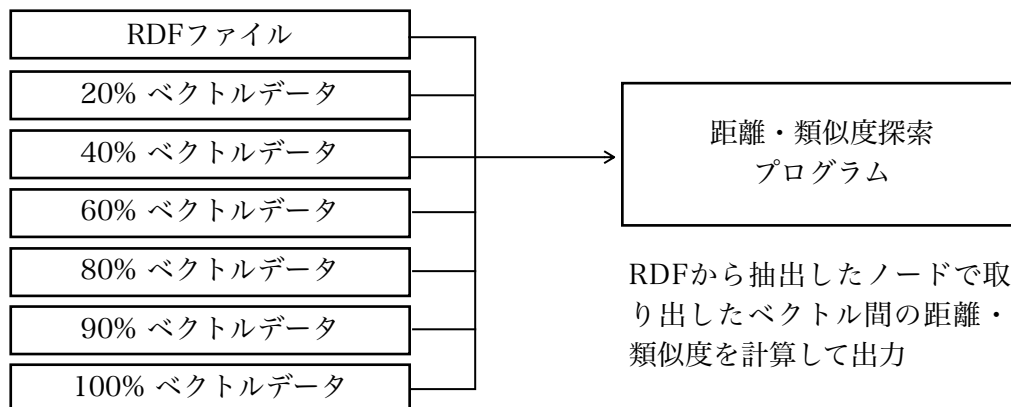 RDFファイル
20% ベクトルデータ
40% ベクトルデータ
60% ベクトルデータ
80% ベクトルデータ
90% ベクトルデータ
100% ベクトルデータ
距離・類似度探索
プログラム
RDFから抽出したノードで取
り出したベクトル間の距離・
類似度を計算して出力